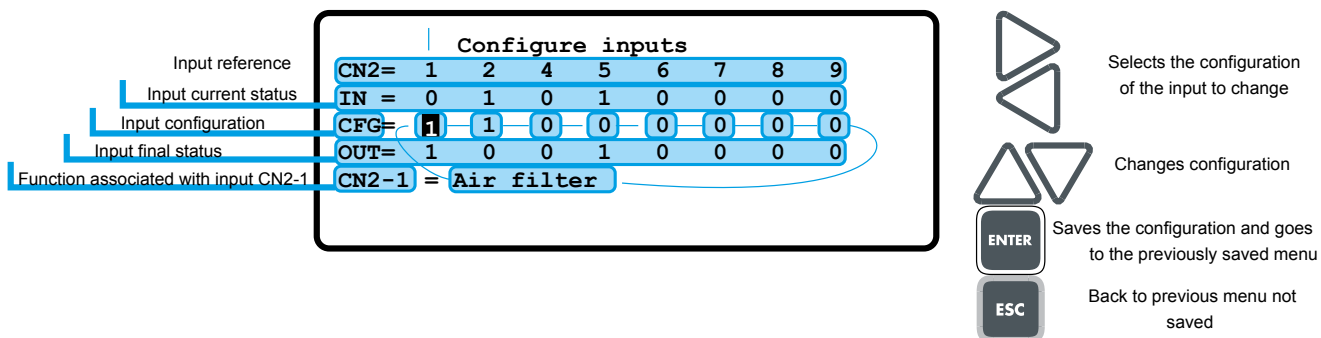 Configure inputs
Input reference
CN2= 1 2 4 5 6 7 8 9
Input current status
IN = 0 1 0 1 0 0 0 0
Input configuration
CFG= 1 1 0 0 0 0 0 0
Input final status
OUT= 1 0 0 1 0 0 0 0
Function associated with input CN2-1
CN2-1 = Air filter
Selects the configuration
of the input to change
Changes configuration
ENTER
Saves the configuration and goes
to the previously saved menu
ESC
Back to previous menu not
saved